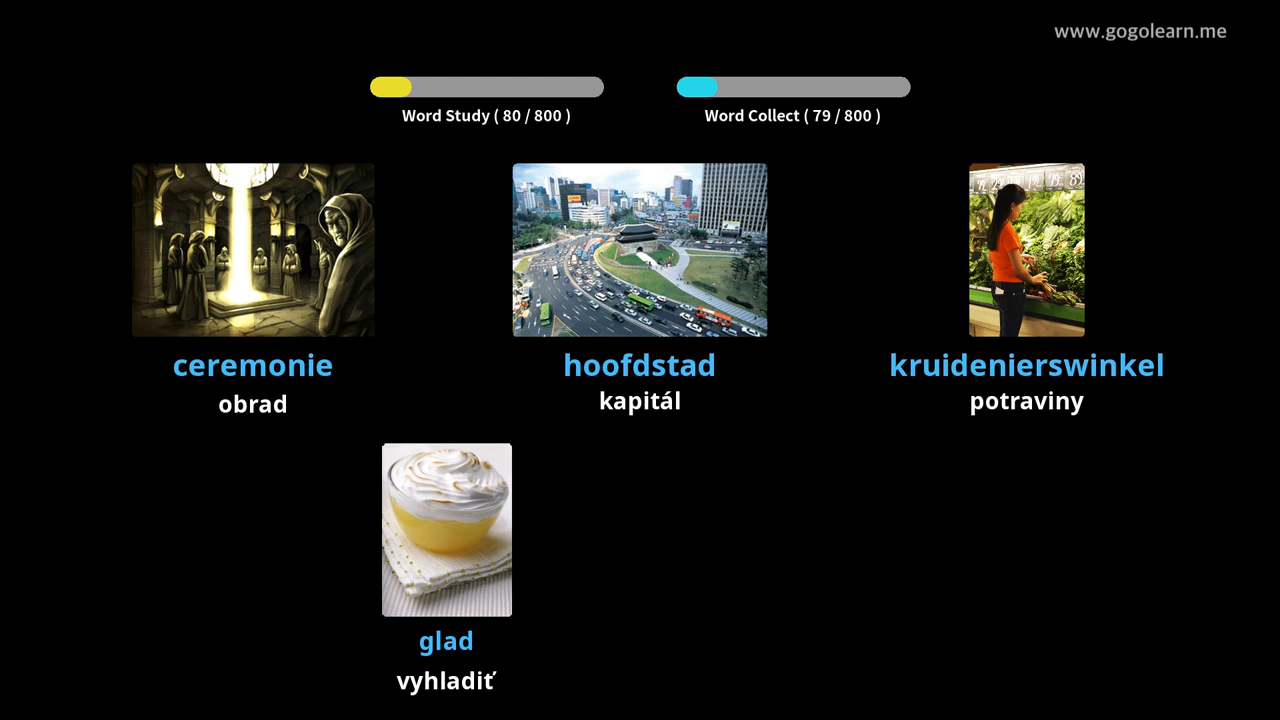 www.gogolearn.me
Word Study ( 80 / 800 )
Word Collect ( 79 / 800 )
ceremonie
obrad
hoofdstad
kapitál
kruidenierswinkel
potraviny
glad
vyhladiť